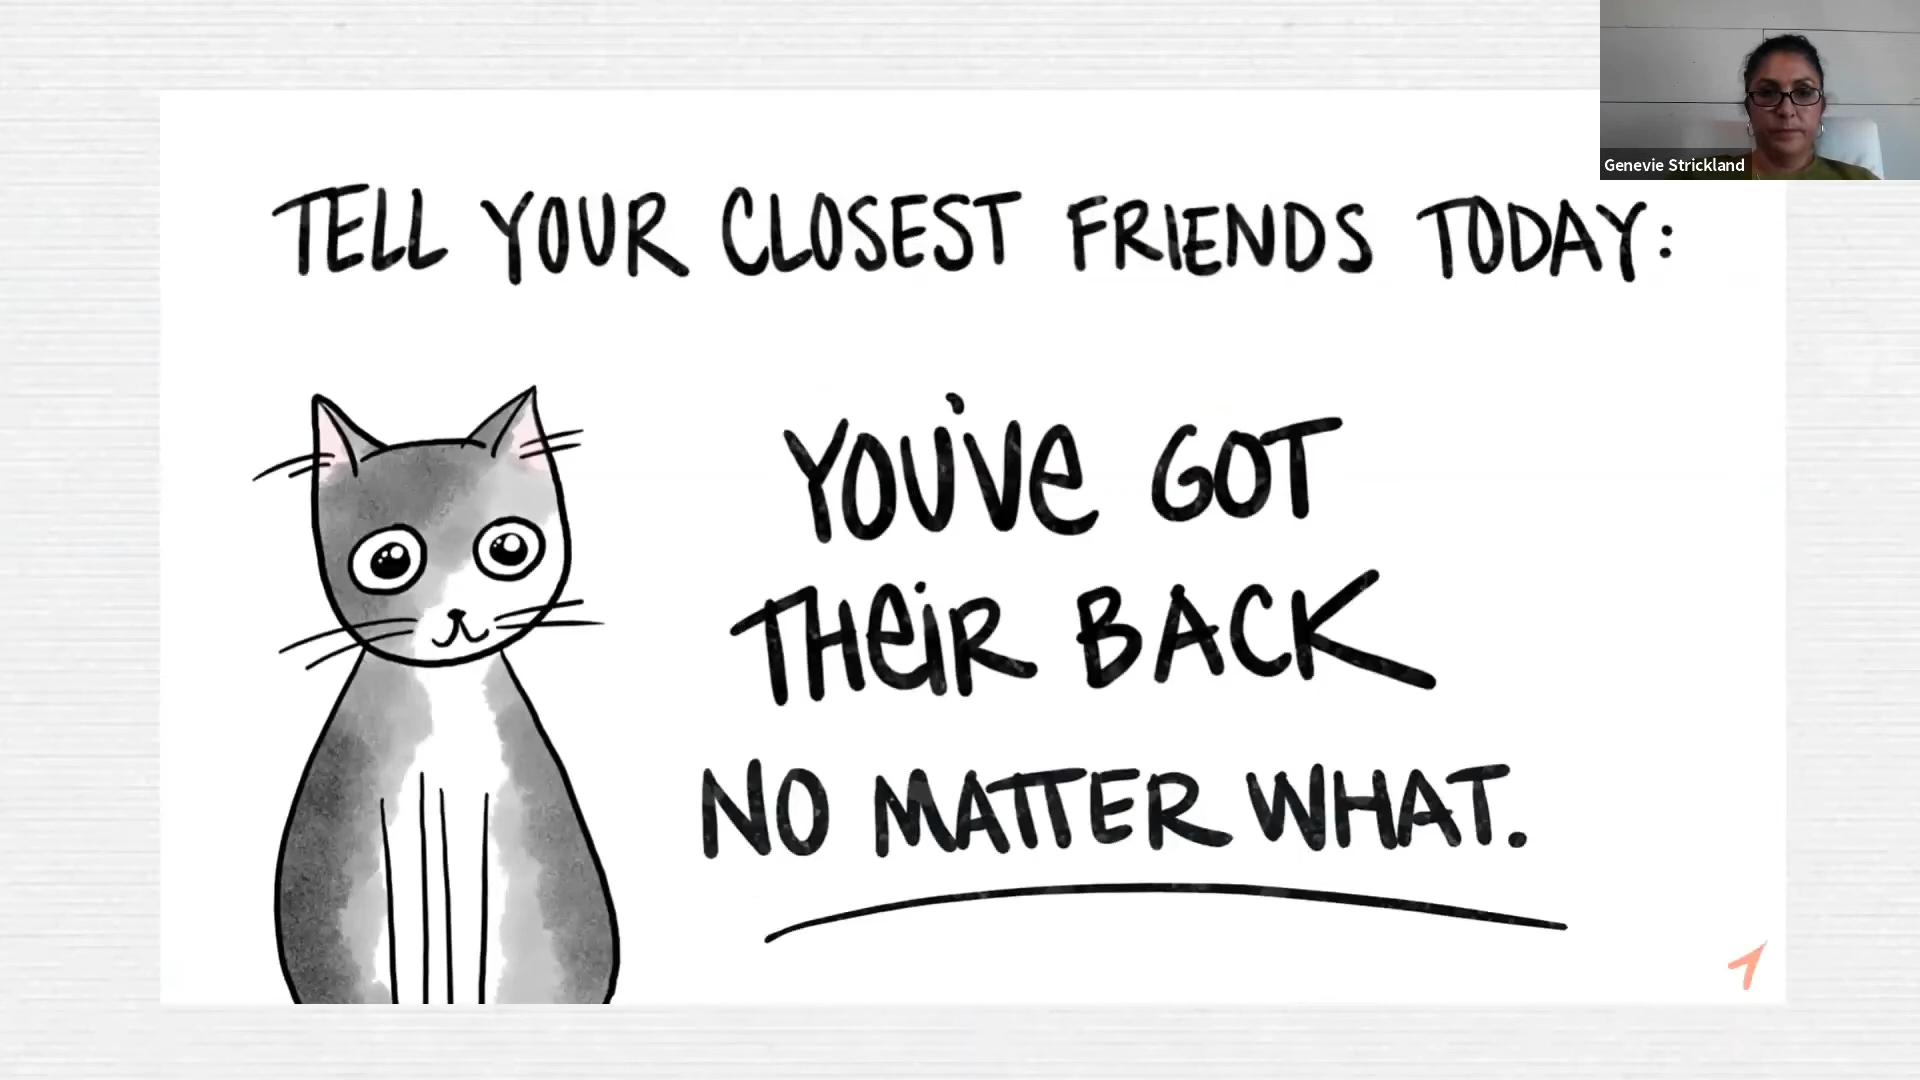 Genevie Strickland
TELL YOUR CLOSEST FRIENDS TODAY:
YOU'VE GOT
THEIR BACK
NO MATTER WHAT.